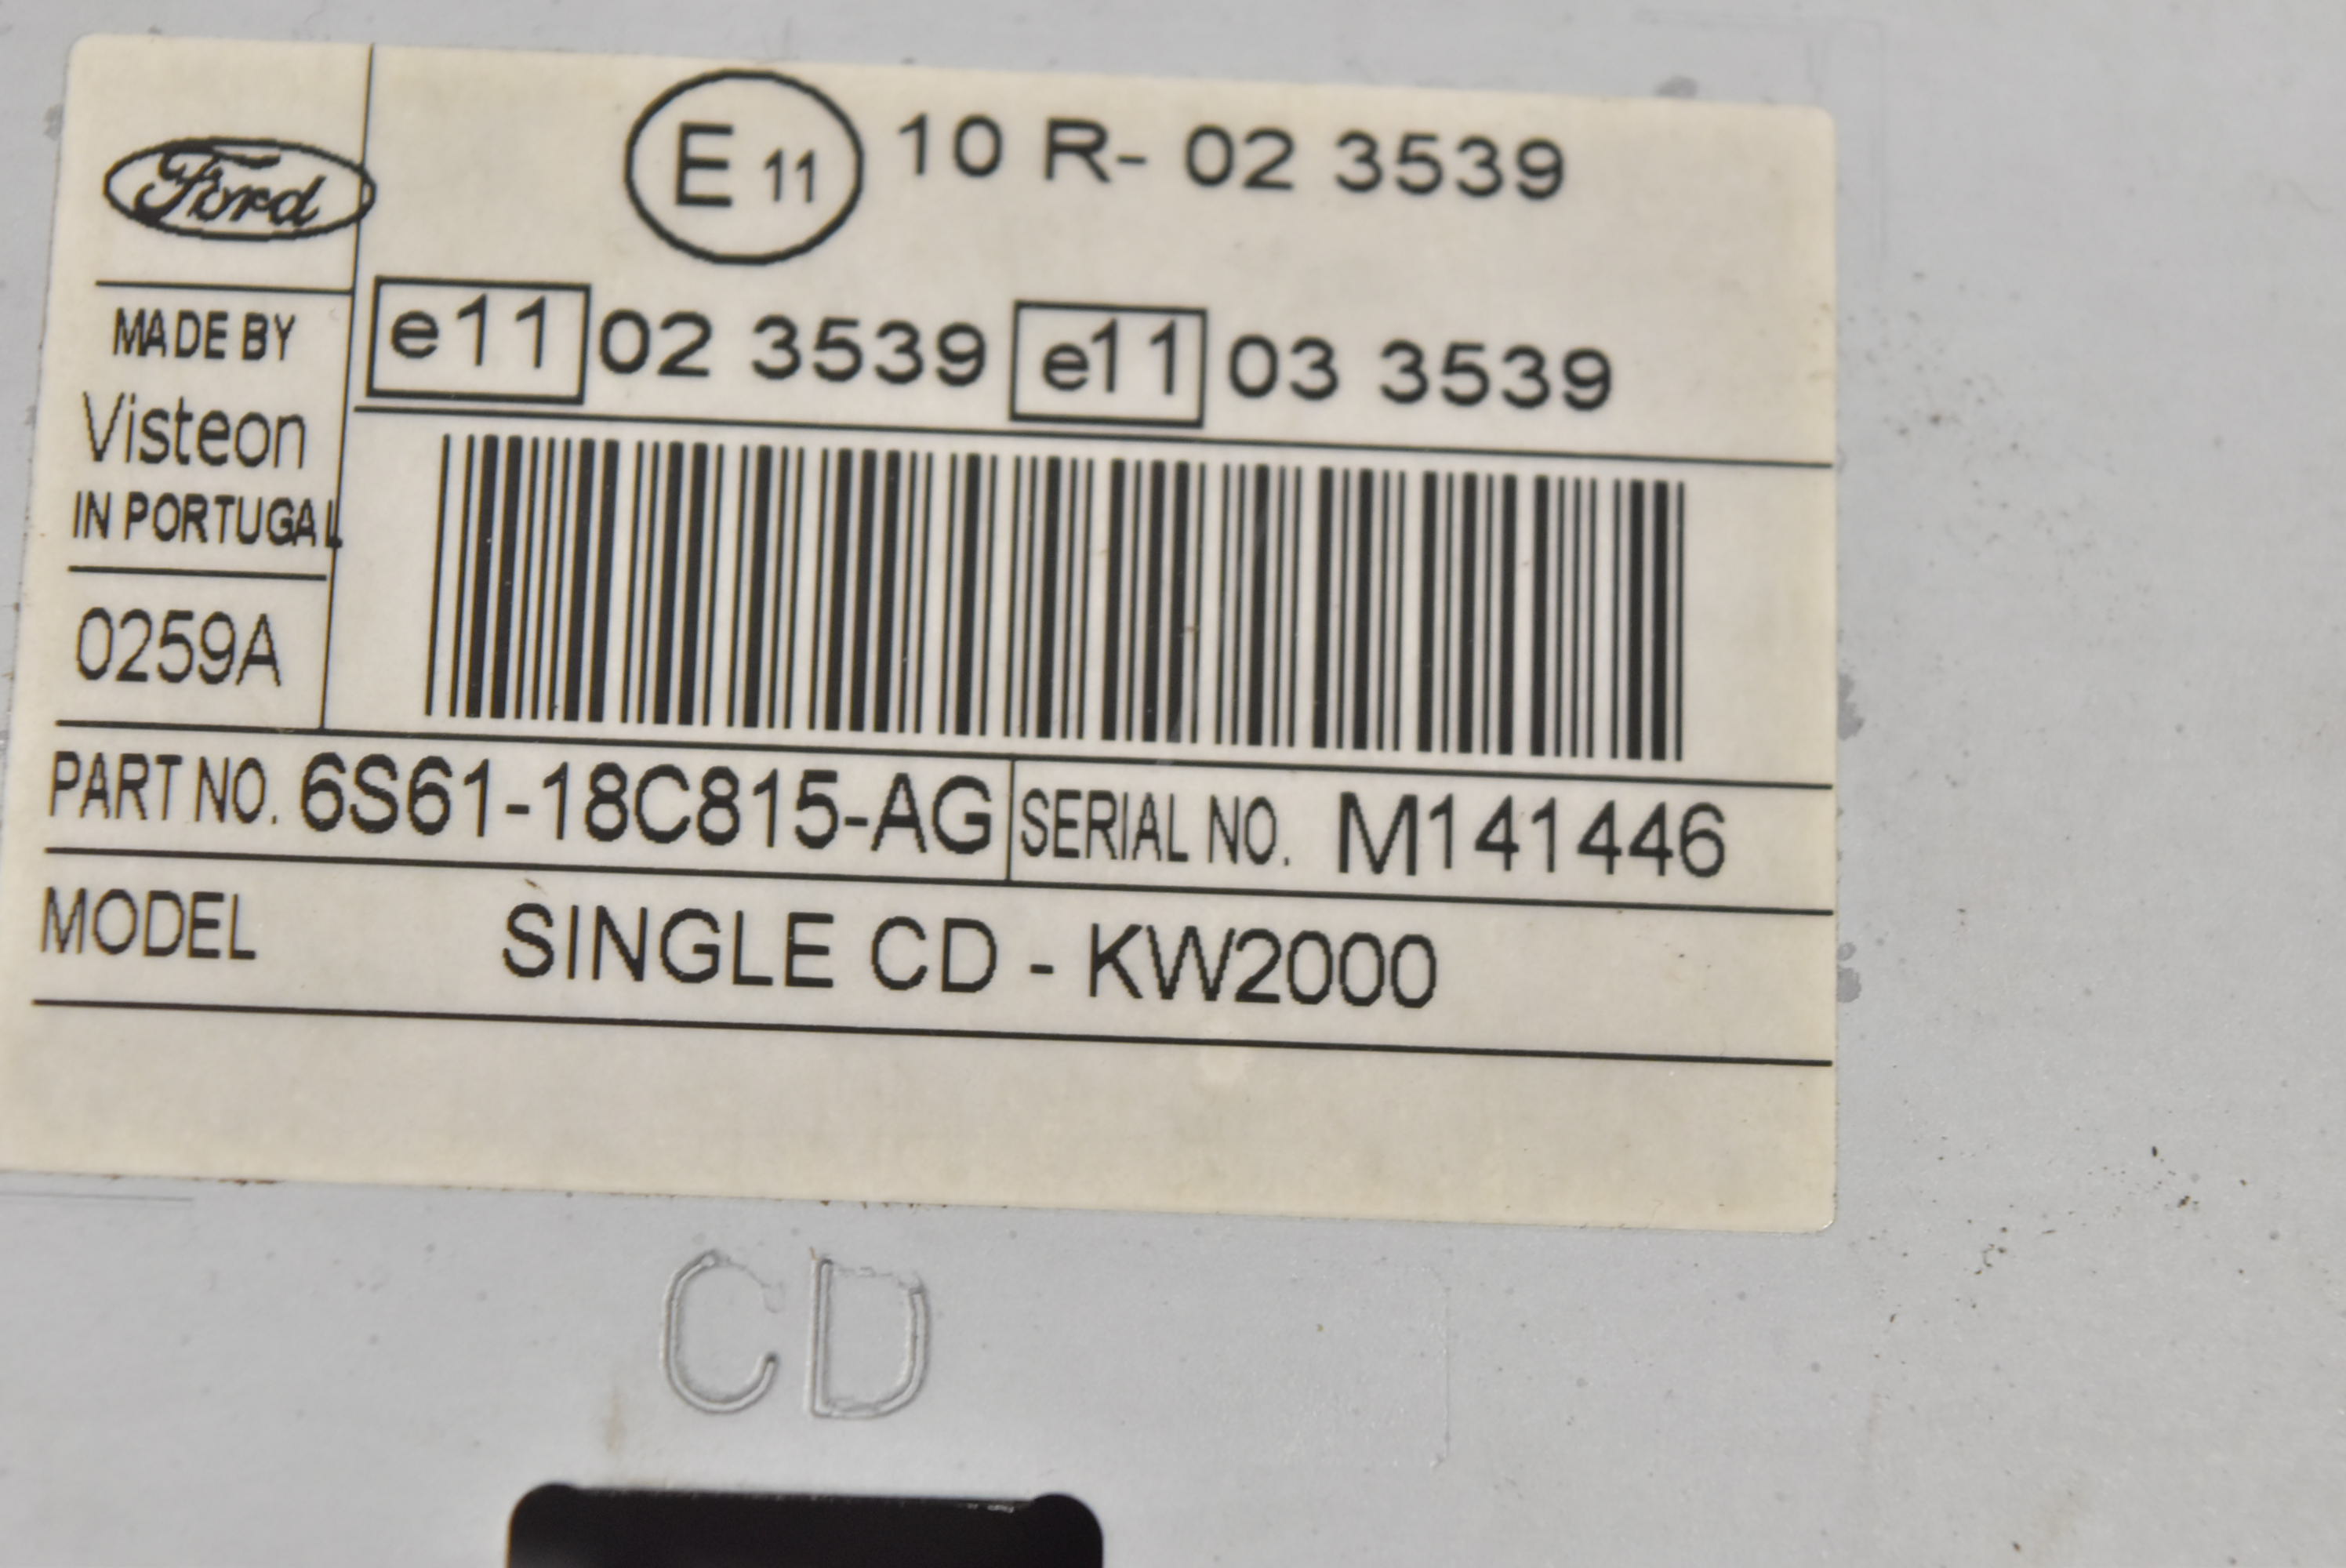 Ford
E 11 10 R- 02 3539
e11 02 3539 e11 03 3539
MADE BY
Visteon
IN PORTUGAL
0259A
PART NO. 6S61-18C815-AG SERIAL NO. M141446
MODEL SINGLE CD - KW2000
CD